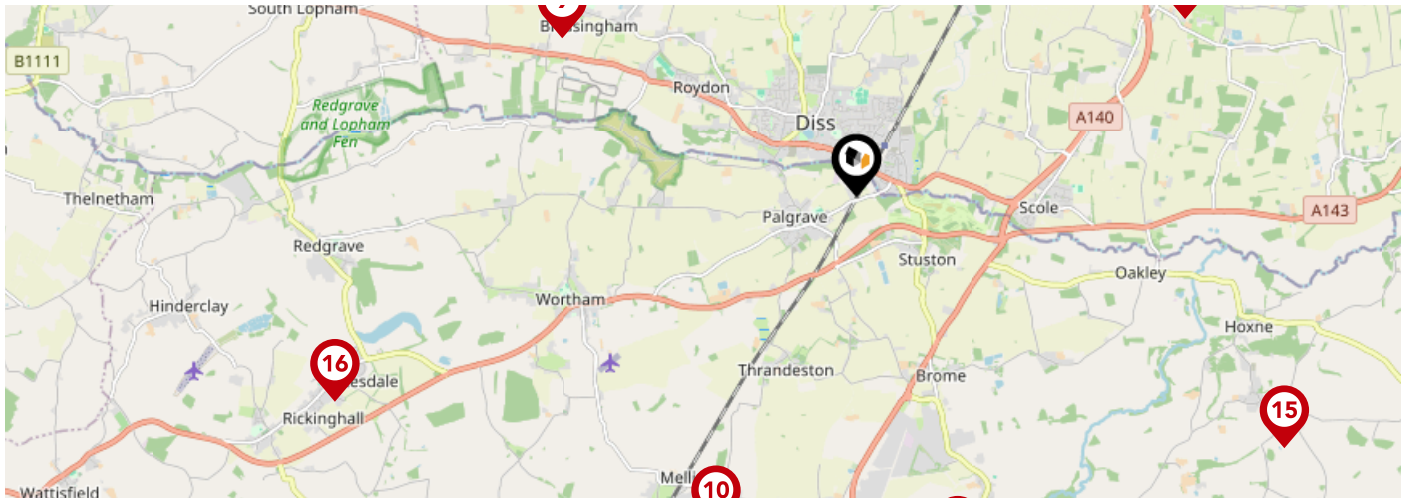 South Lopham
B1111
Roydon
Redgrave
and Lopham
Fen
Diss
A140
Thelnetham
Palgrave
Scole
A143
Redgrave
Stuston
Oakley
Hinderclay
Wortham
Hoxne
16
Thrandeston
Brome
15
Rickinghall
10
Wattisfield